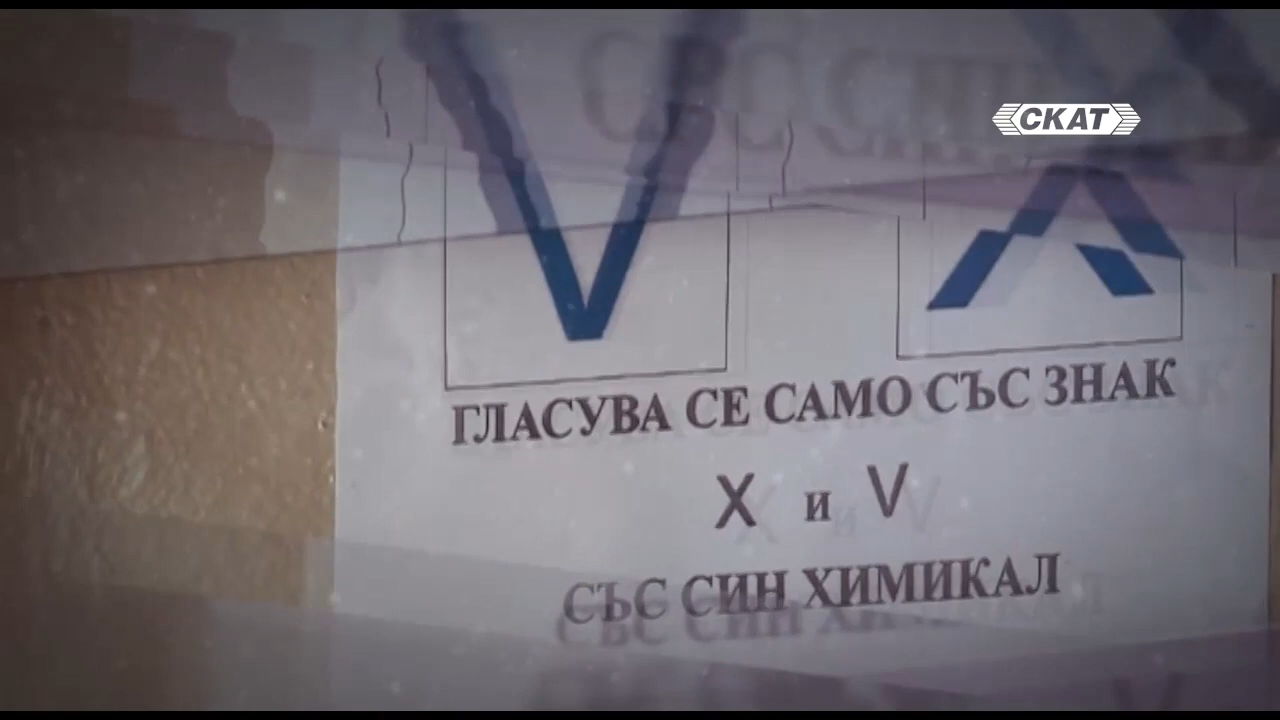 СКАТ
V X
ГЛАСУВА СЕ САМО СЪС ЗНАК
X и V
СЪС СИН ХИМИКАЛ